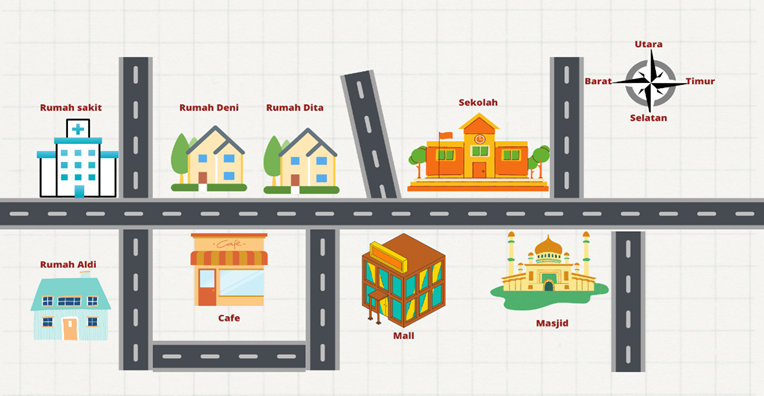 Utara
Barat
Timur
Selatan
Rumah sakit
Rumah Deni
Rumah Dita
Sekolah
Rumah Aldi
Cafe
Cafe
Mall
Masjid